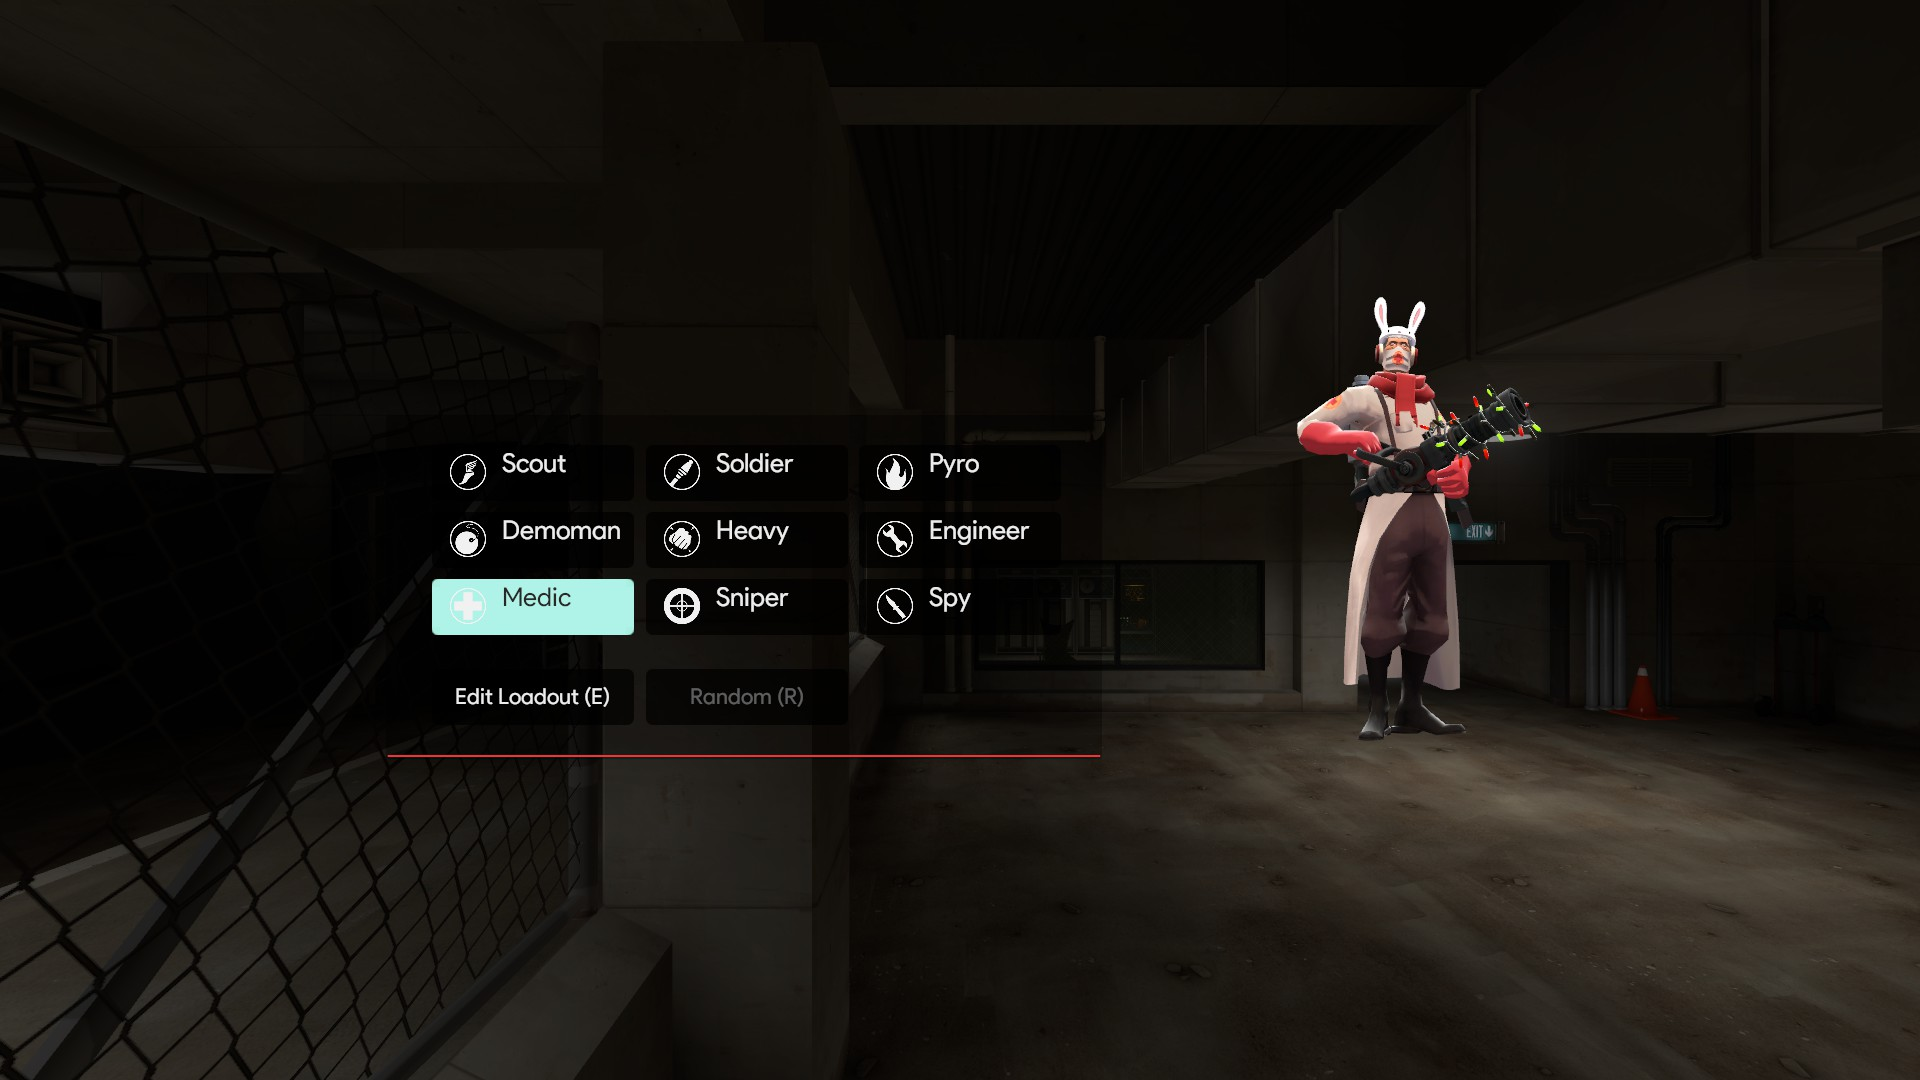 Scout
Soldier
Pyro
Demoman
Heavy
Engineer
Medic
Sniper
Spy
EXIT
Edit Loadout (E)
Random (R)